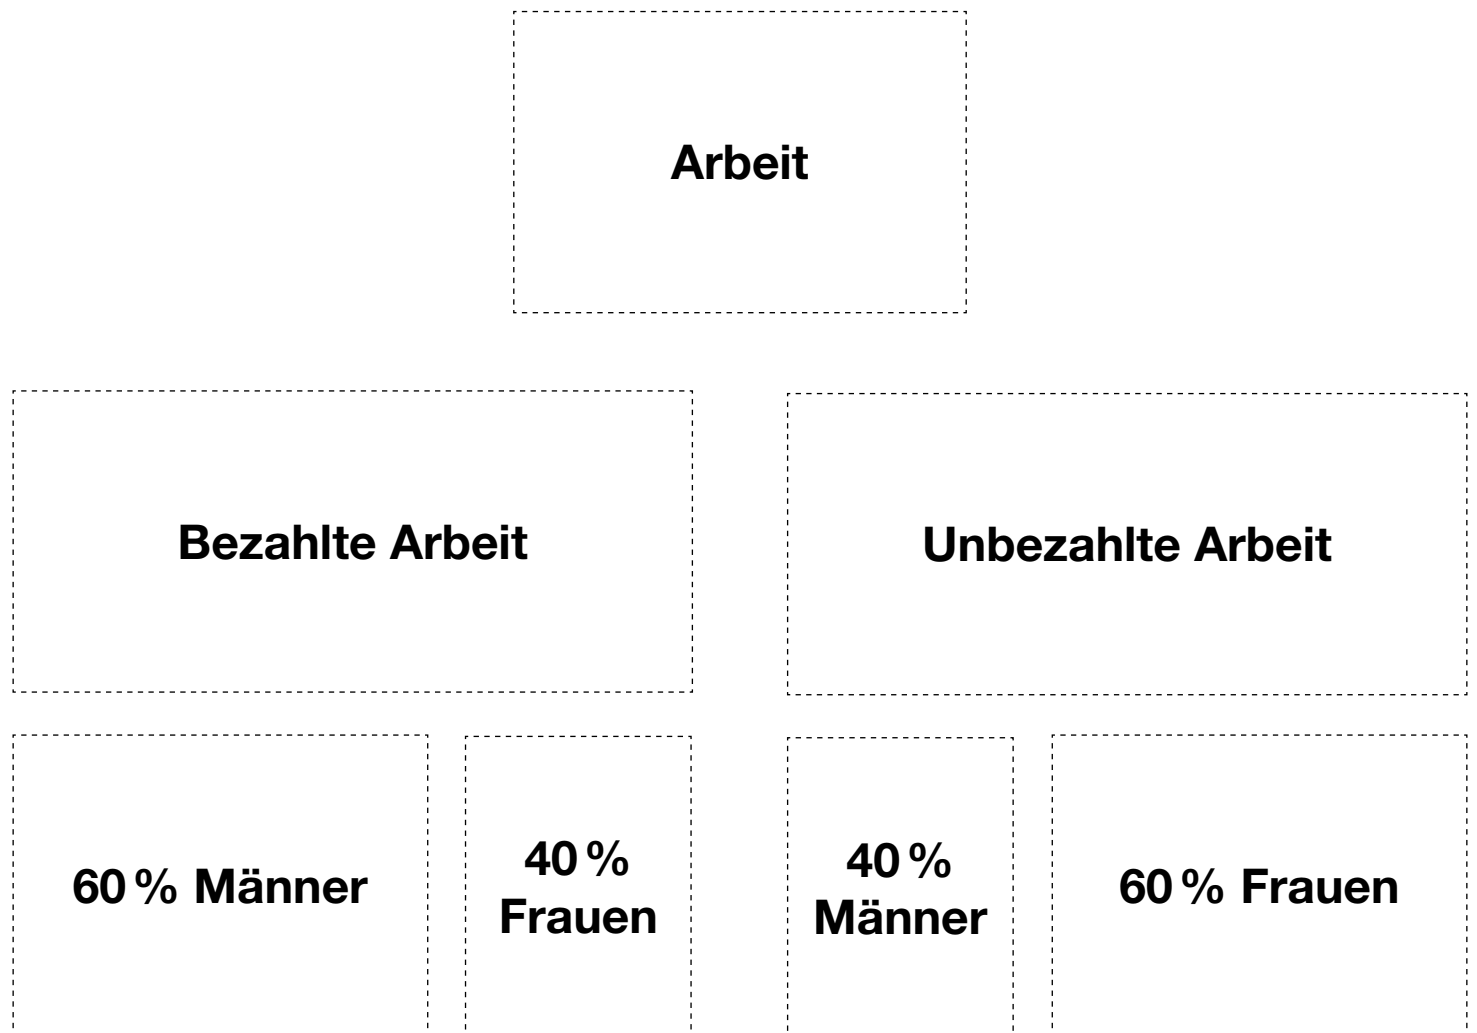 Arbeit
Bezahlte Arbeit
Unbezahlte Arbeit
60 % Männer
40 %
Frauen
40 %
Männer
60 % Frauen